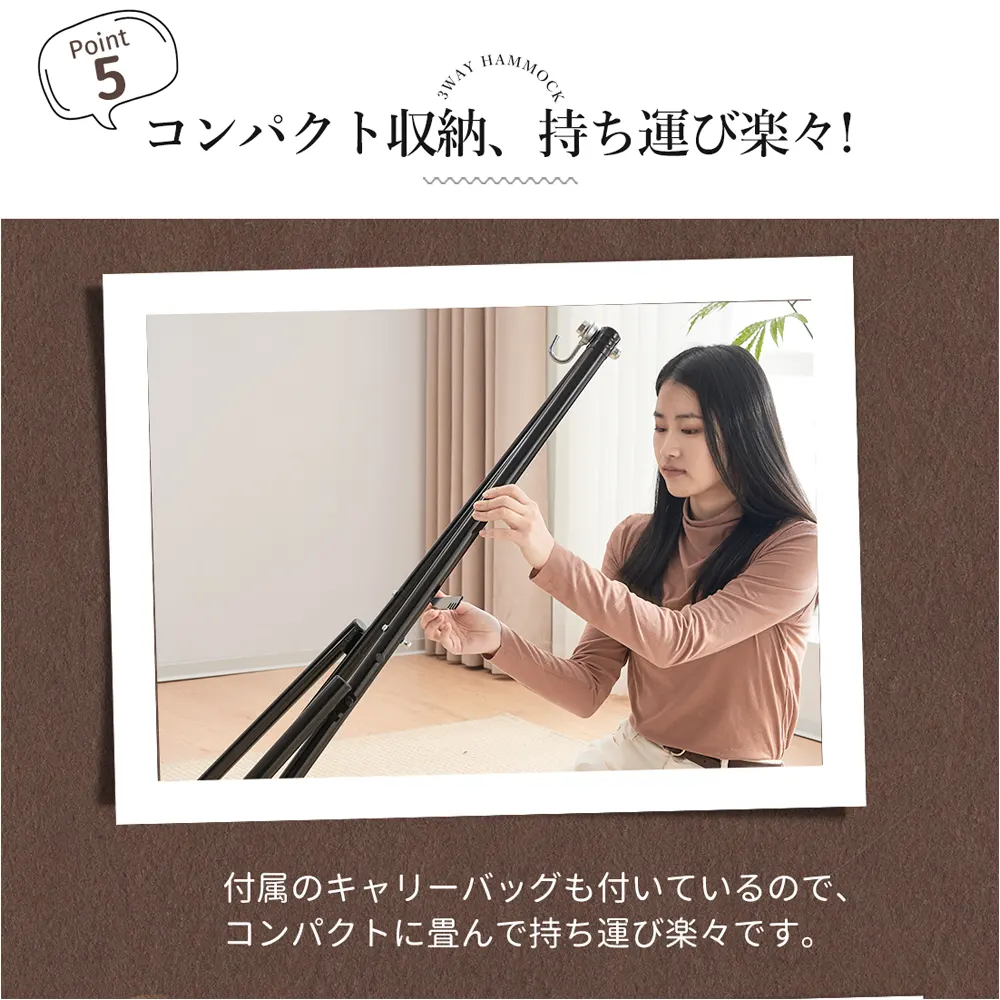 Point
5
3WAY HAMMOCK
コンパクト収納、持ち運び楽々!
付属のキャリーバッグも付いているので、
コンパクトに畳んで持ち運び楽々です。